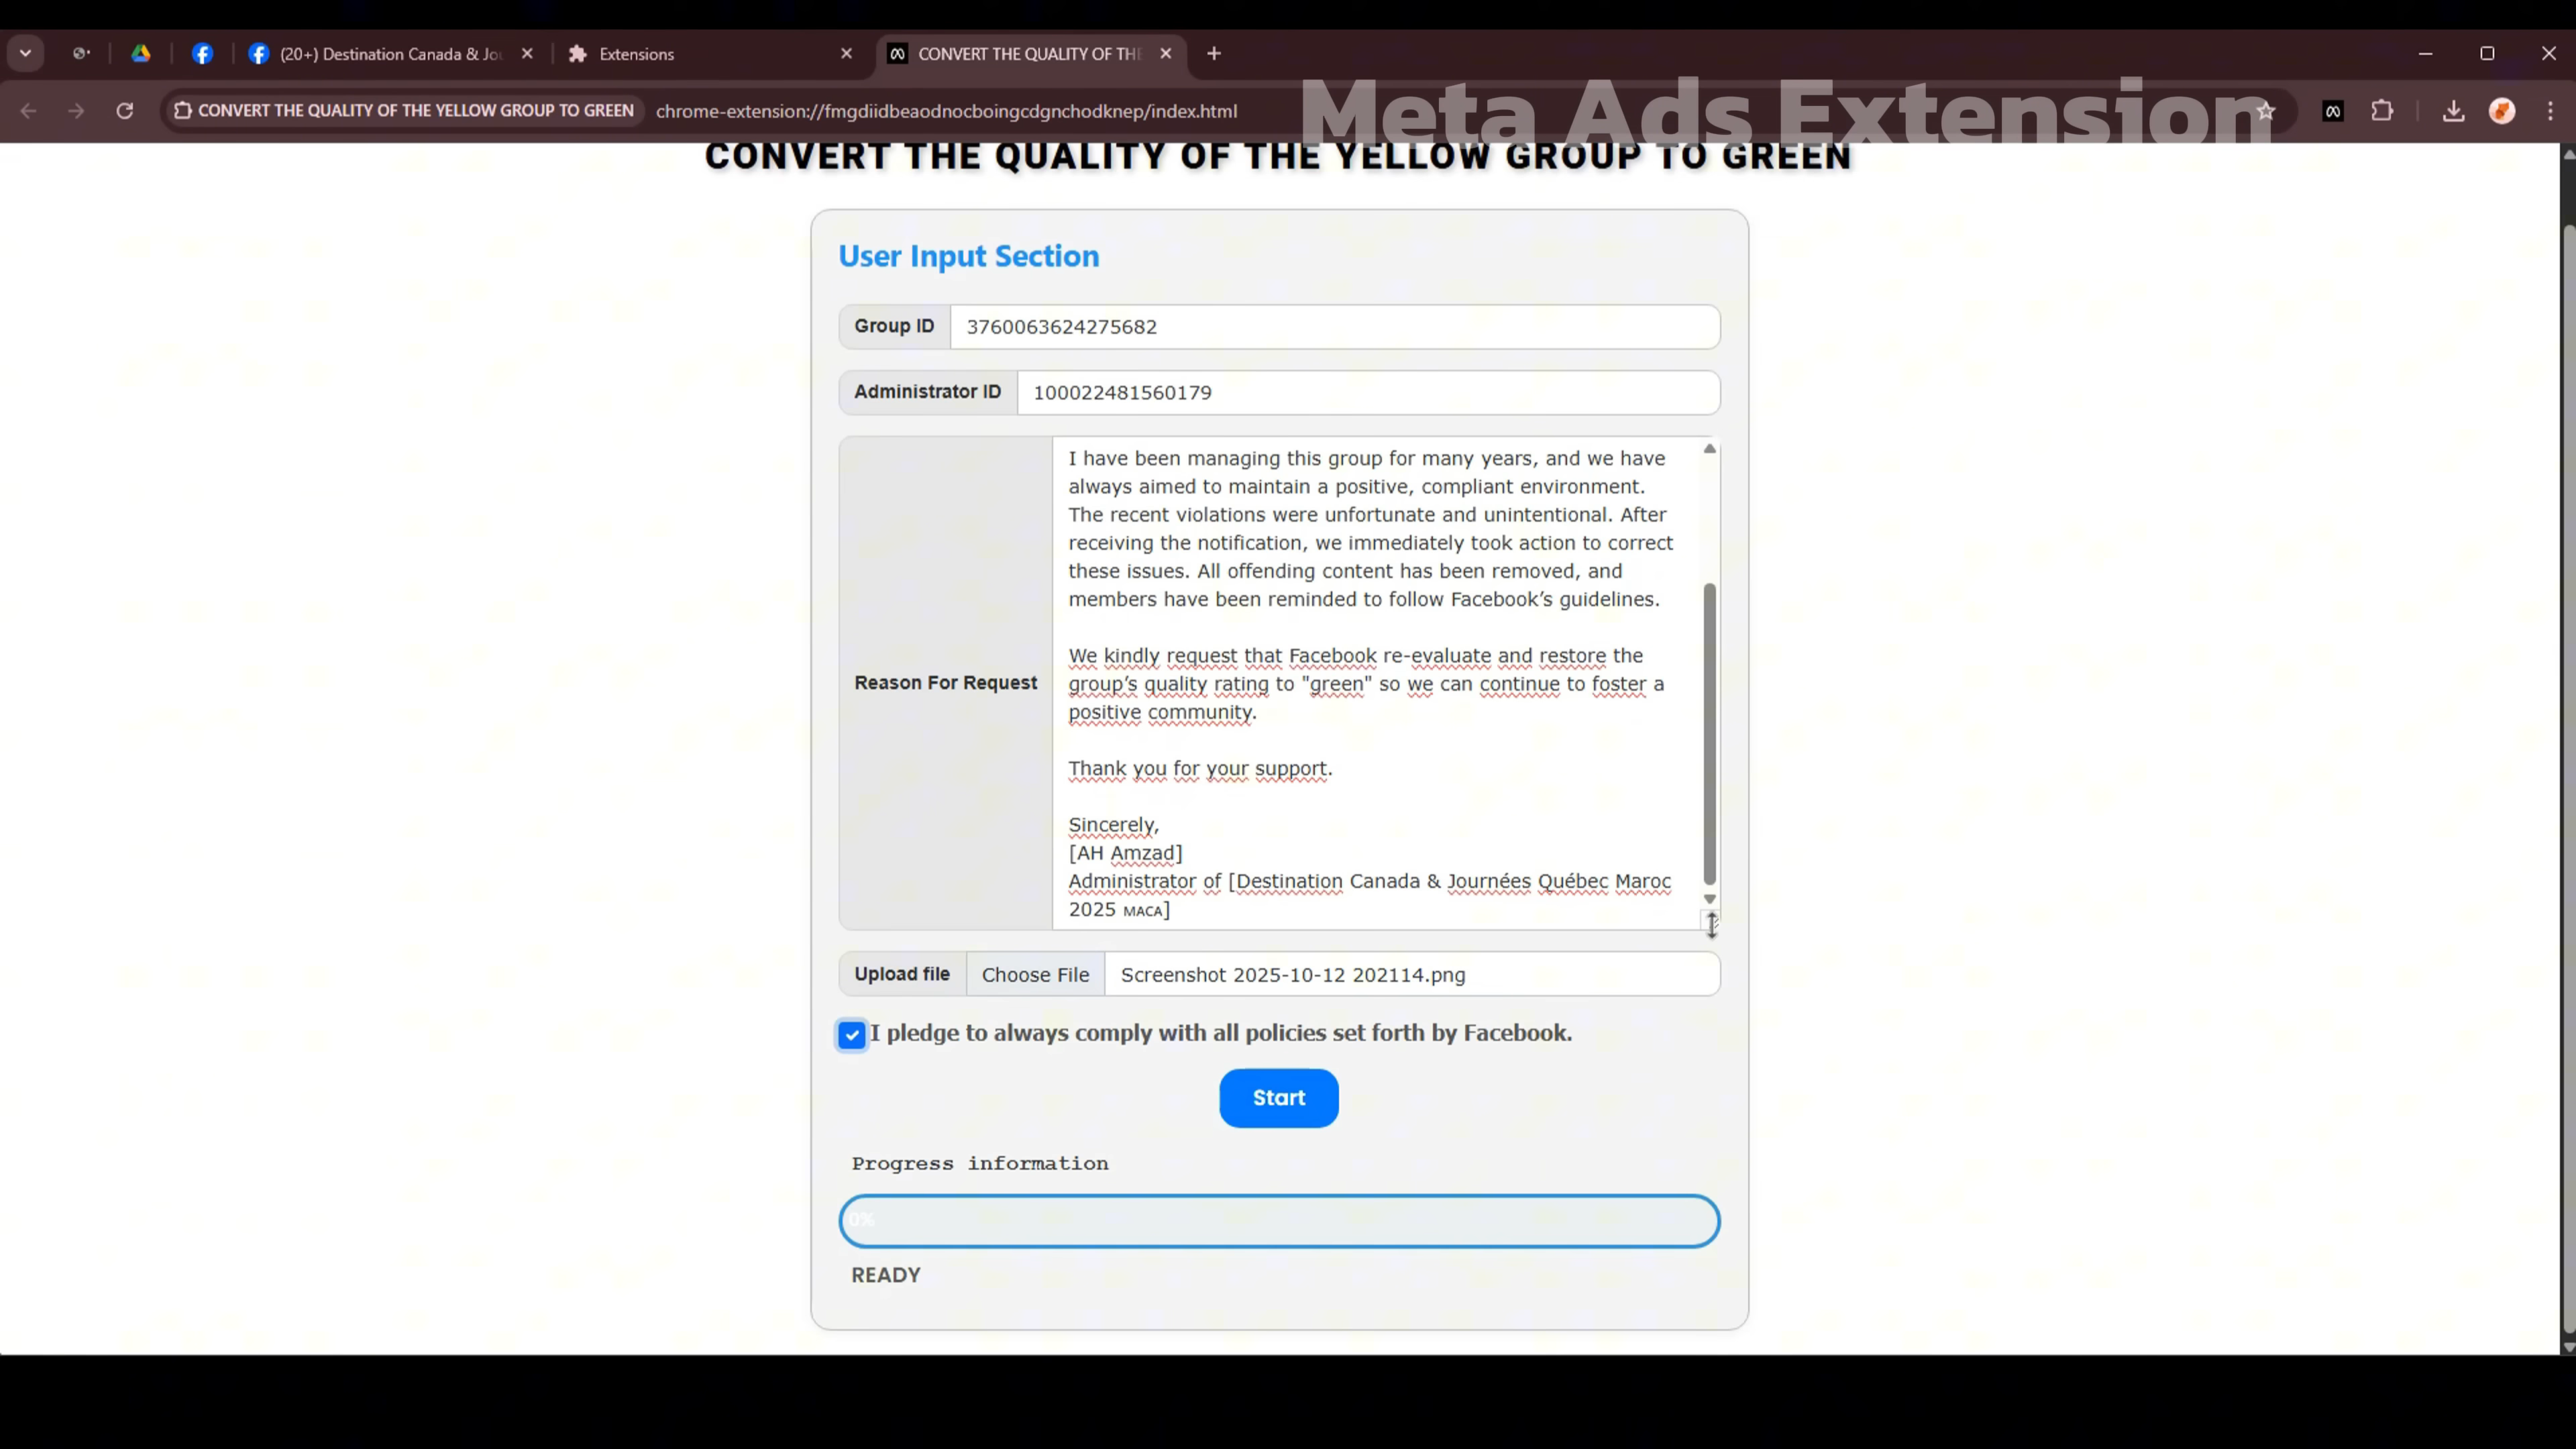 (20+) Destination Canada & Jou
Extensions
CONVERT THE QUALITY OF THE
CONVERT THE QUALITY OF THE YELLOW GROUP TO GREEN
chrome-extension://fmgdiidbeaodnocboingcdgnchodknep/index.html
Meta Ads Extension
CONVERT THE QUALITY OF THE YELLOW GROUP TO GREEN
User Input Section
Group ID
3760063624275682
Administrator ID
100022481560179
Reason For Request
I have been managing this group for many years, and we have
always aimed to maintain a positive, compliant environment.
The recent violations were unfortunate and unintentional. After
receiving the notification, we immediately took action to correct
these issues. All offending content has been removed, and
members have been reminded to follow Facebook’s guidelines.
We kindly request that Facebook re-evaluate and restore the
group’s quality rating to "green" so we can continue to foster a
positive community.
Thank you for your support.
Sincerely,
[AH Amzad]
Administrator of [Destination Canada & Journées Québec Maroc
2025 ᴍᴀᴄᴀ]
Upload file
Choose File
Screenshot 2025-10-12 202114.png
I pledge to always comply with all policies set forth by Facebook.
Start
Progress information
0%
READY